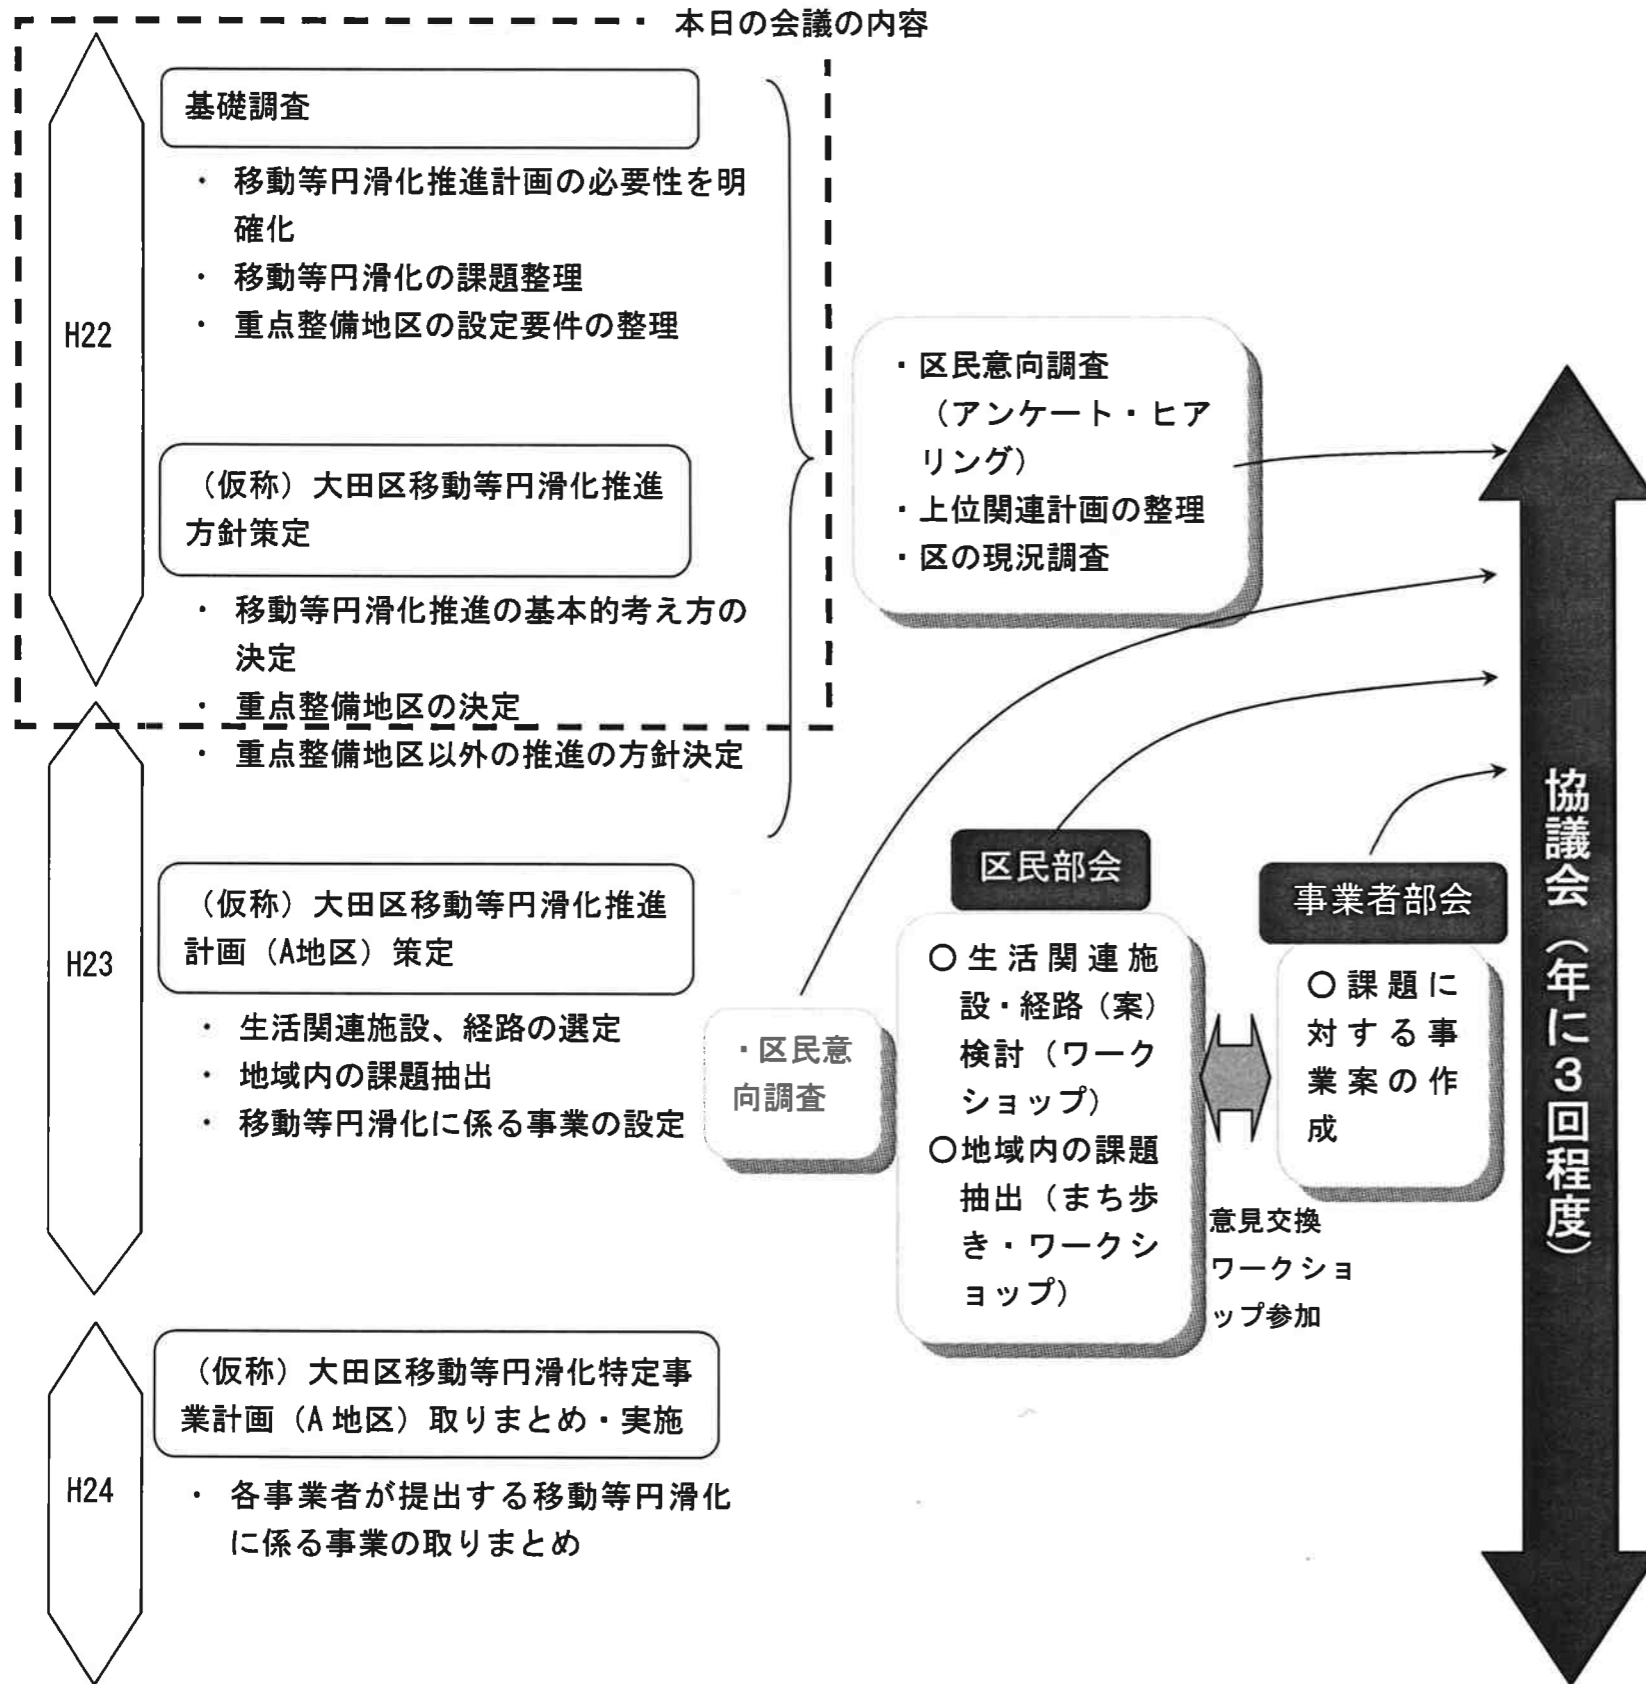 本日の会議の内容
H22
基礎調査
・ 移動等円滑化推進計画の必要性を明
確化
・ 移動等円滑化の課題整理
・ 重点整備地区の設定要件の整理
（仮称）大田区移動等円滑化推進
方針策定
・ 移動等円滑化推進の基本的考え方の
決定
・ 重点整備地区の決定
・ 重点整備地区以外の推進の方針決定
・区民意向調査
（アンケート・ヒア
リング）
・上位関連計画の整理
・区の現況調査
H23
（仮称）大田区移動等円滑化推進
計画（A地区）策定
・ 生活関連施設、経路の選定
・ 地域内の課題抽出
・ 移動等円滑化に係る事業の設定
・区民意
向調査
区民部会
〇生活関連施
設・経路（案）
検討（ワーク
ショップ）
〇地域内の課題
抽出（まち歩
き・ワークシ
ョップ）
事業者部会
〇課題に
対する事
業案の作
成
意見交換
ワークショ
ップ参加
協議会（年に３回程度）
H24
（仮称）大田区移動等円滑化特定事
業計画（A地区）取りまとめ・実施
・ 各事業者が提出する移動等円滑化
に係る事業の取りまとめ